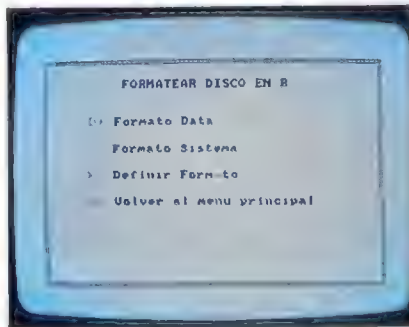 FORMATEAR DISCO EN B
Formato Data
Formato Sistema
Definir Formato
Volver al menu principal